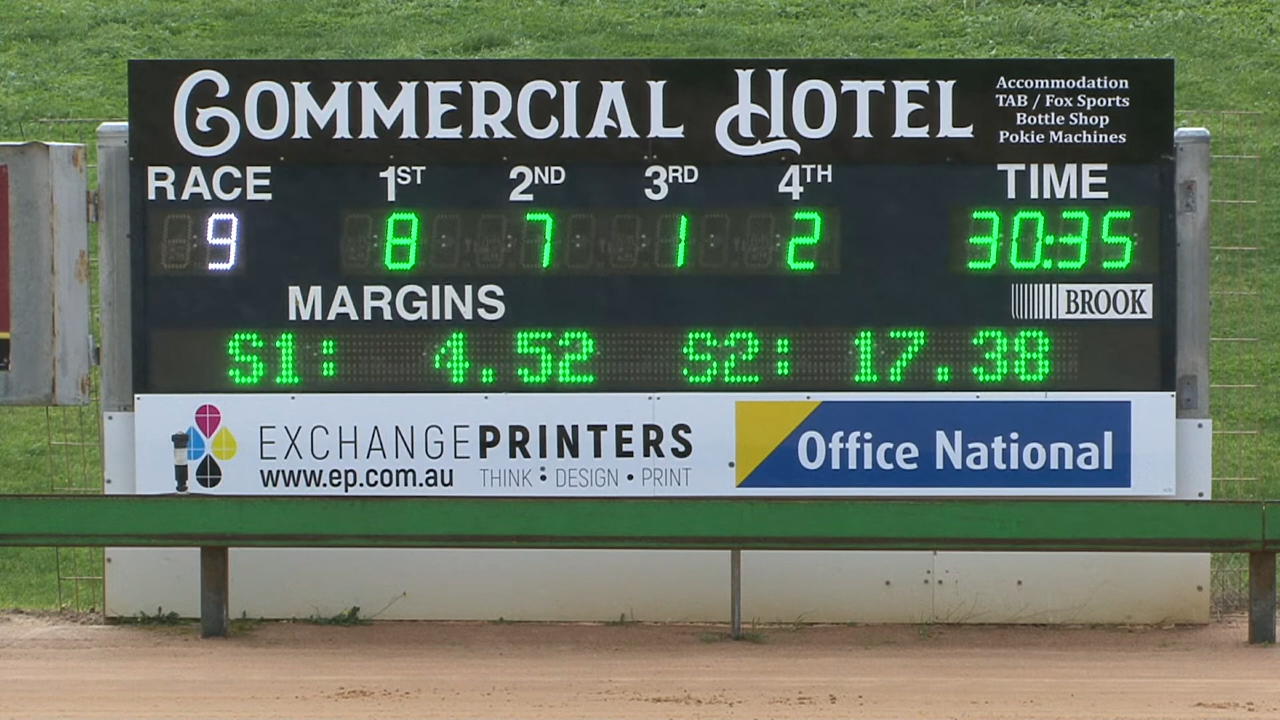 COMMERCIAL HOTEL
Accommodation
TAB / Fox Sports
Bottle Shop
Pokie Machines
RACE 1ST 2ND 3RD 4TH TIME
9 8 7 1 2 30:35
MARGINS
BROOK
S1: 4.52 S2: 17.38
EXCHANGEPRINTERS
www.ep.com.au THINK : DESIGN • PRINT
Office National